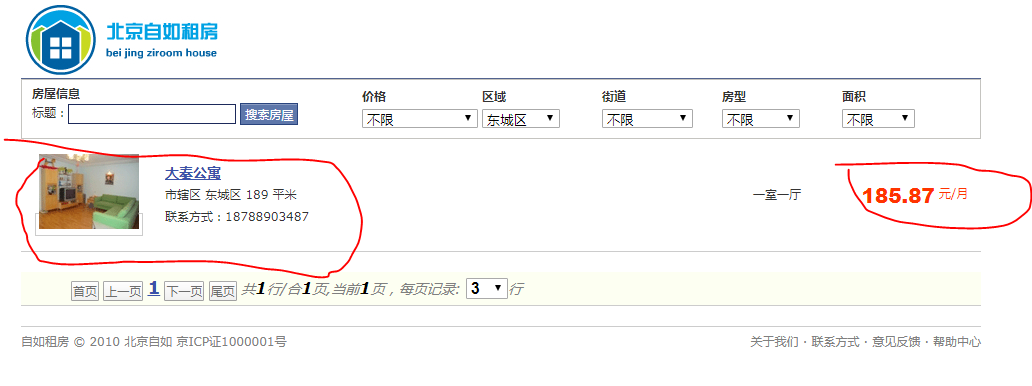 北京自如租房
bei jing ziroom house
房屋信息 价格 区域 街道 房型 面积
标题： 搜索房屋 不限 东城区 不限 不限 不限
大秦公寓
市辖区 东城区 189 平米
联系方式：18788903487
一室一厅
185.87 元/月
首页 上一页 1 下一页 尾页 共1行/合1页,当前1页，每页记录: 3 行
自如租房 © 2010 北京自如 京ICP证1000001号
关于我们 · 联系方式 · 意见反馈 · 帮助中心